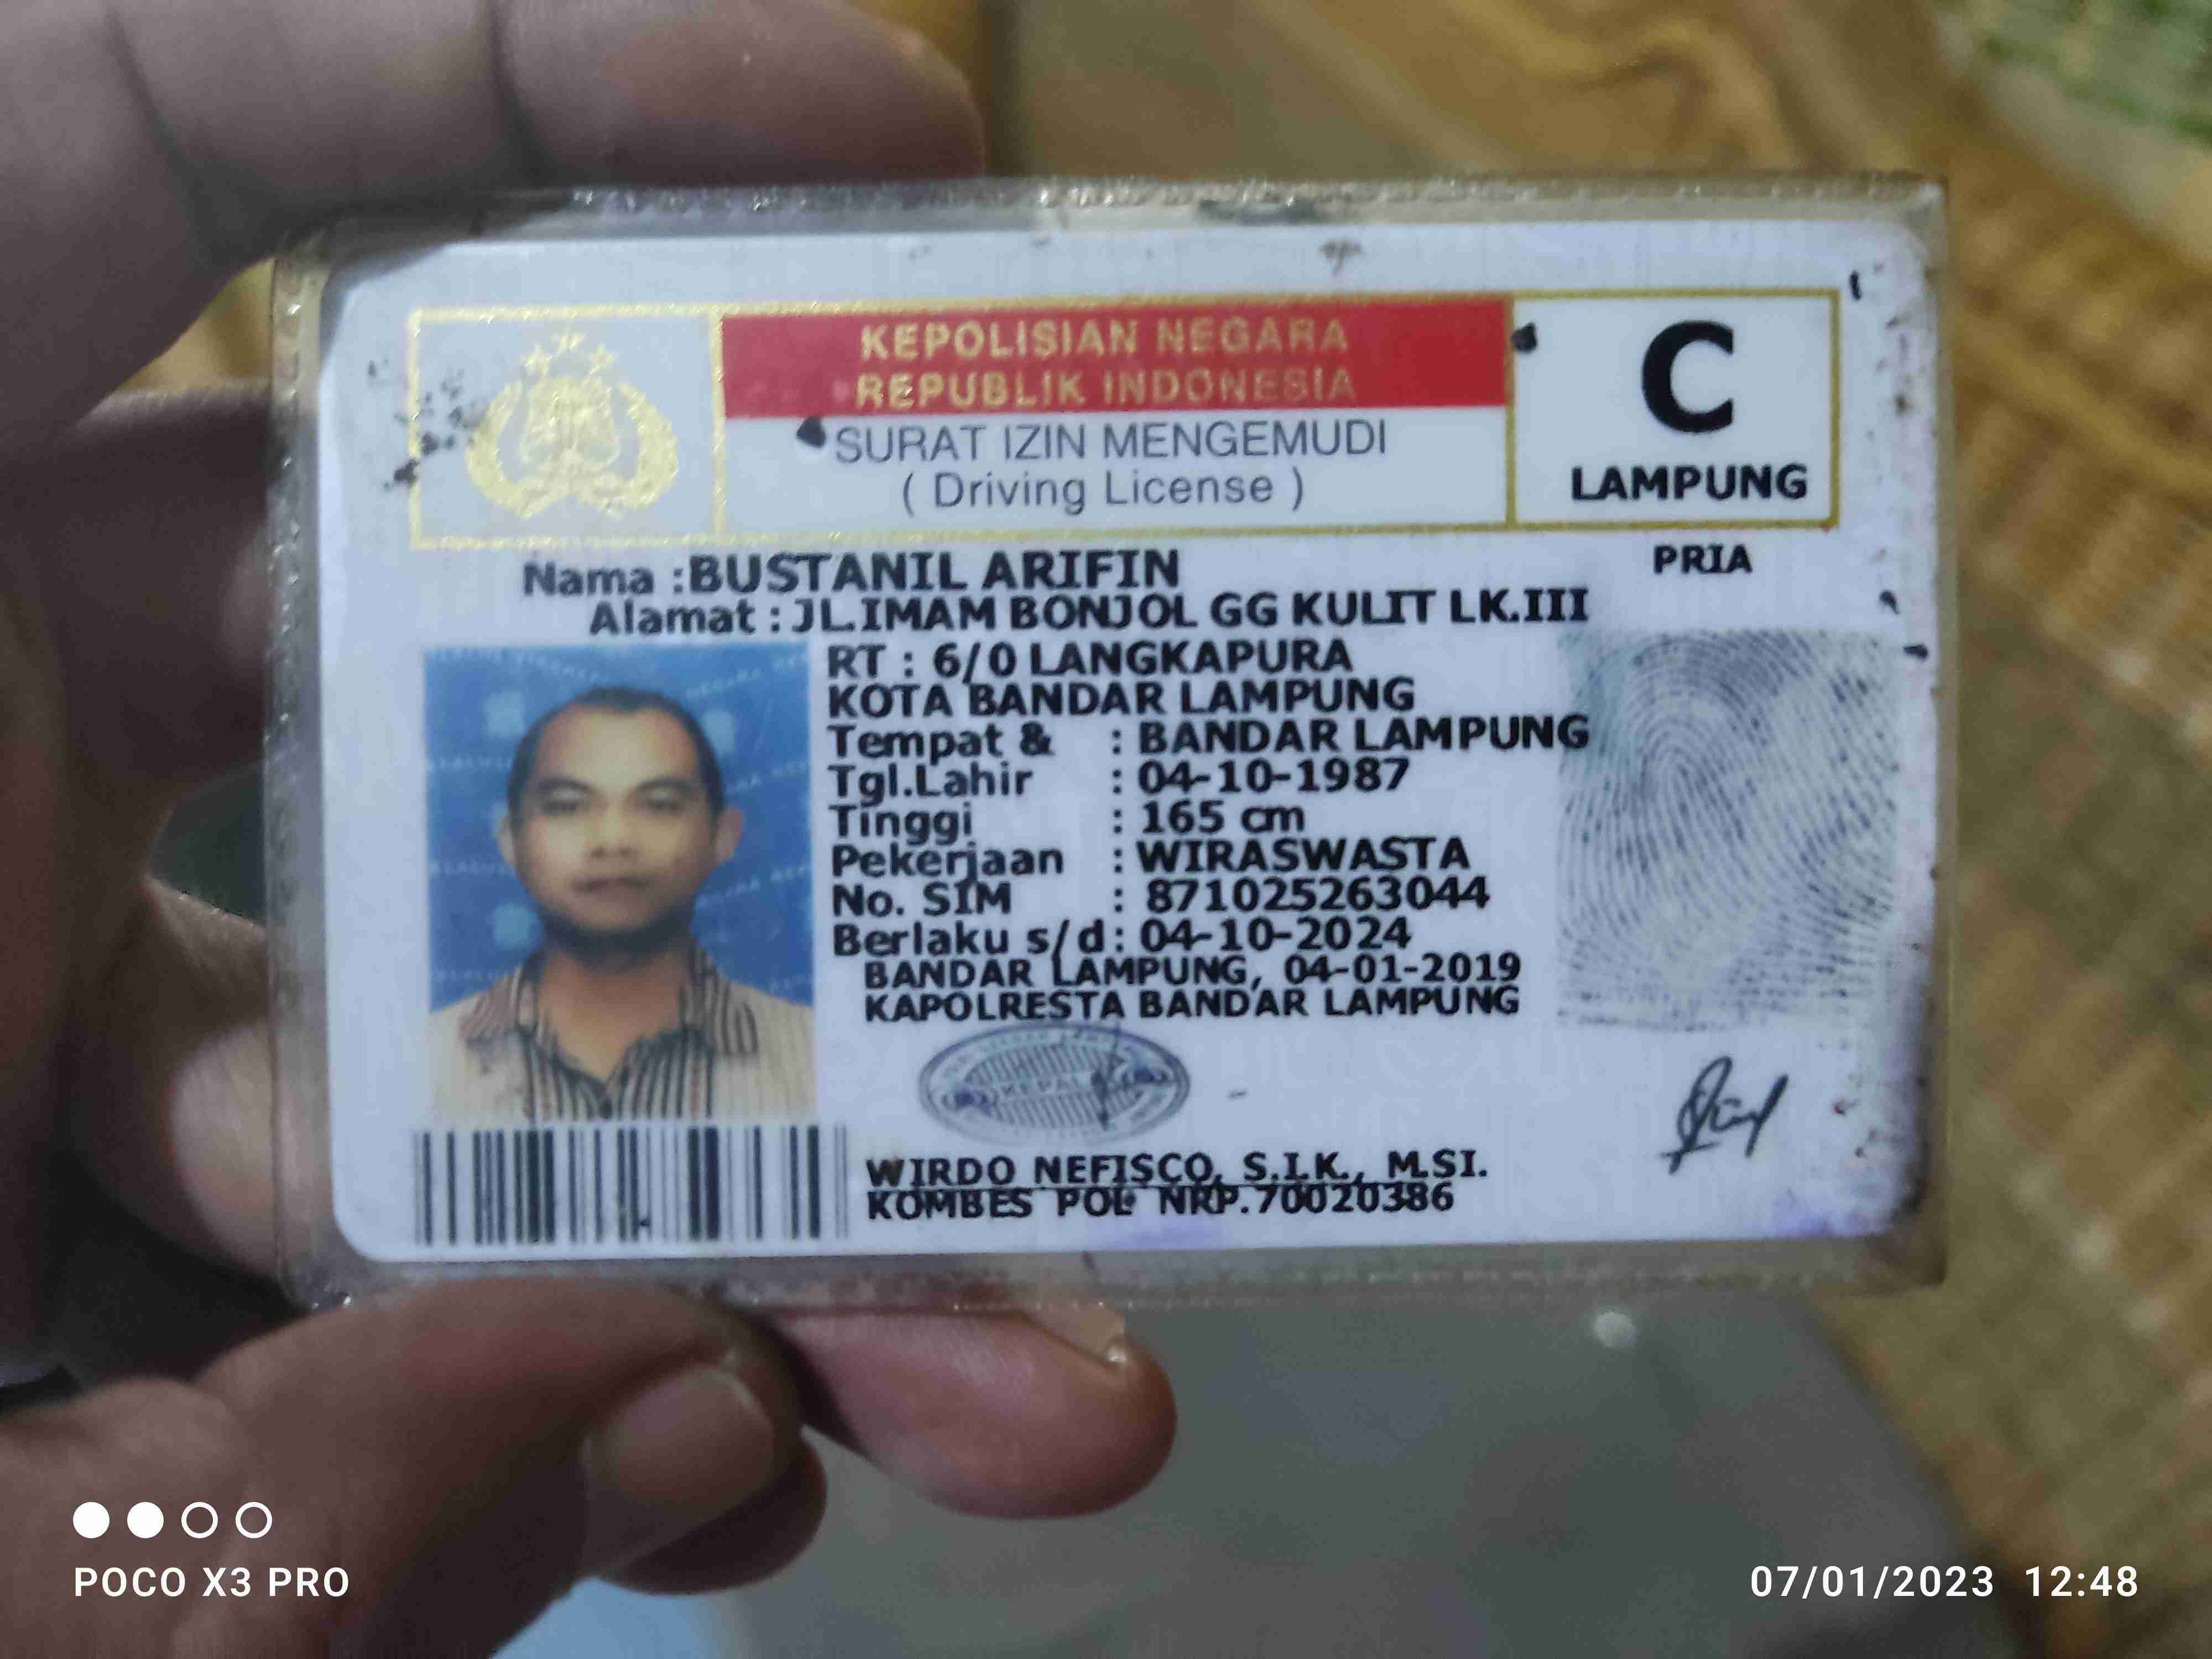 KEPOLISIAN NEGARA
REPUBLIK INDONESIA
SURAT IZIN MENGEMUDI
( Driving License )
C
LAMPUNG
PRIA
Nama :BUSTANIL ARIFIN
Alamat : JL.IMAM BONJOL GG KULIT LK.III
RT : 6/0 LANGKAPURA
KOTA BANDAR LAMPUNG
Tempat & : BANDAR LAMPUNG
Tgl.Lahir : 04-10-1987
Tinggi : 165 cm
Pekerjaan : WIRASWASTA
No. SIM : 871025263044
Berlaku s/d : 04-10-2024
BANDAR LAMPUNG, 04-01-2019
KAPOLRESTA BANDAR LAMPUNG
KEPALA
WIRDO NEFISCO, S.I.K., M.SI.
KOMBES POL NRP.70020386
POCO X3 PRO
07/01/2023 12:48